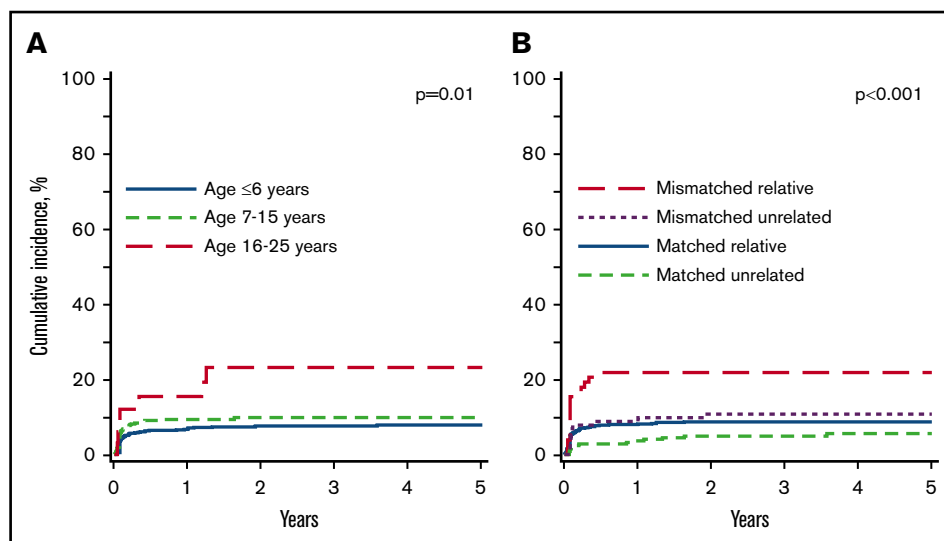 A
p=0.01
Cumulative incidence, %
100
80
60
40
20
0
Age ≤6 years
Age 7-15 years
Age 16-25 years
0 1 2 3 4 5
Years
B
p<0.001
100
80
60
40
20
0
Mismatched relative
Mismatched unrelated
Matched relative
Matched unrelated
0 1 2 3 4 5
Years